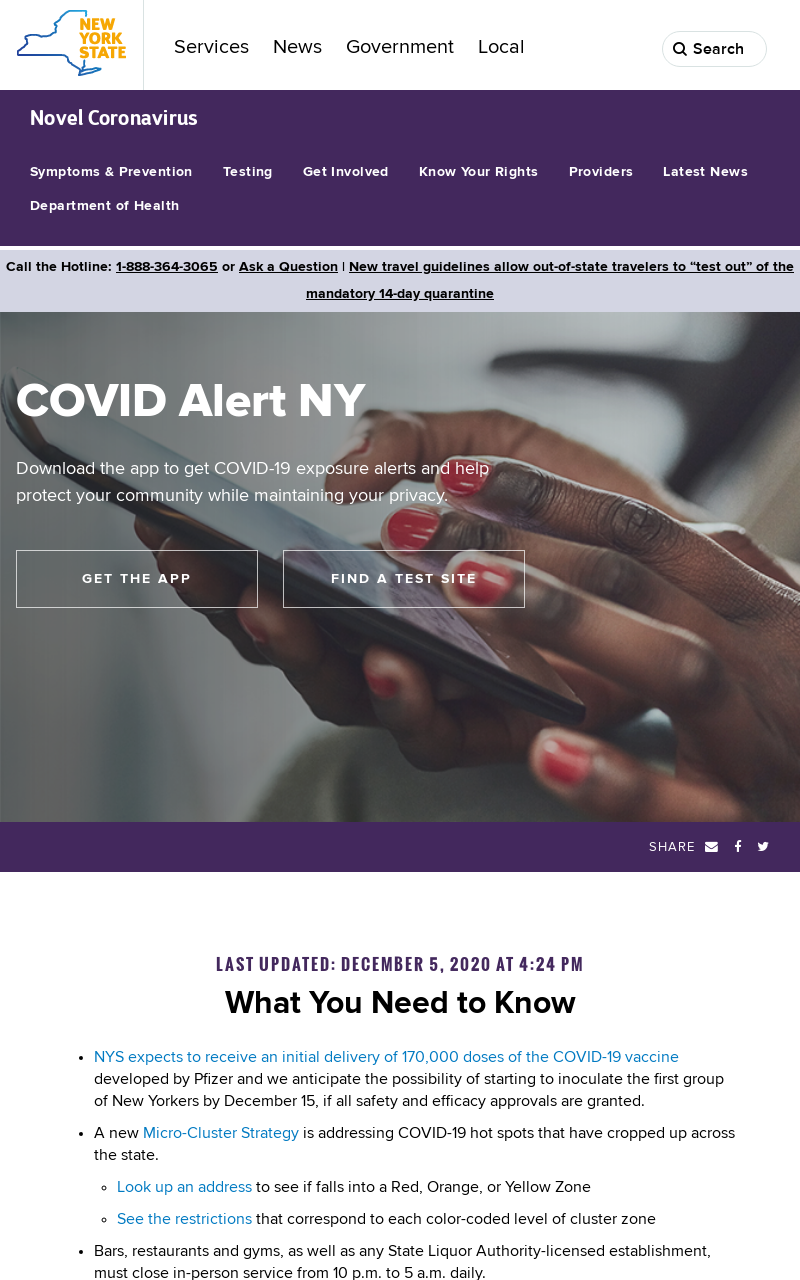 NEW
YORK
STATE
Services News Government Local
Search
Novel Coronavirus
Symptoms & Prevention Testing Get Involved Know Your Rights Providers Latest News
Department of Health
Call the Hotline: 1-888-364-3065 or Ask a Question | New travel guidelines allow out-of-state travelers to “test out” of the
mandatory 14-day quarantine
COVID Alert NY
Download the app to get COVID-19 exposure alerts and help
protect your community while maintaining your privacy.
GET THE APP FIND A TEST SITE
SHARE
LAST UPDATED: DECEMBER 5, 2020 AT 4:24 PM
What You Need to Know
• NYS expects to receive an initial delivery of 170,000 doses of the COVID-19 vaccine
developed by Pfizer and we anticipate the possibility of starting to inoculate the first group
of New Yorkers by December 15, if all safety and efficacy approvals are granted.
• A new Micro-Cluster Strategy is addressing COVID-19 hot spots that have cropped up across
the state.
◦ Look up an address to see if falls into a Red, Orange, or Yellow Zone
◦ See the restrictions that correspond to each color-coded level of cluster zone
• Bars, restaurants and gyms, as well as any State Liquor Authority-licensed establishment,
must close in-person service from 10 p.m. to 5 a.m. daily.